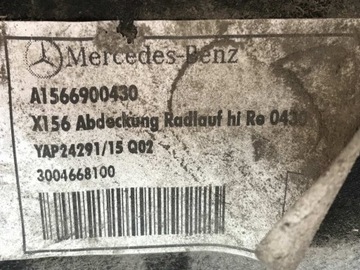 Mercedes-Benz
A1566900430
X156 Abdeckung Radlauf hi Re 0430
YAP24291/15 Q02
3004668100